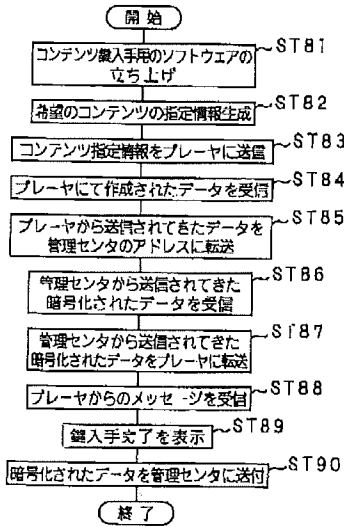 開始
コンテンツ鍵入手用のソフトウェアの
立ち上げ
ST81
希望のコンテンツの指定情報生成
ST82
コンテンツ指定情報をプレーヤに送信
ST83
プレーヤにて作成されたデータを受信
ST84
プレーヤから送信されてきたデータを
管理センタのアドレスに転送
ST85
管理センタから送信されてきた
暗号化されたデータを受信
ST86
管理センタから送信されてきた
暗号化されたデータをプレーヤに転送
ST87
プレーヤからのメッセージを受信
ST88
鍵入手完了を表示
ST89
暗号化されたデータを管理センタに送付
ST90
終了